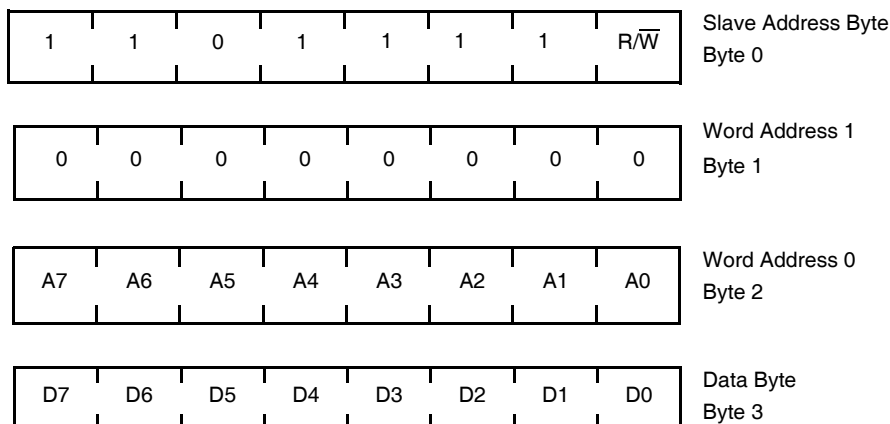 1 1 0 1 1 1 1 R/W̅ Slave Address Byte
Byte 0
0 0 0 0 0 0 0 0 Word Address 1
Byte 1
A7 A6 A5 A4 A3 A2 A1 A0 Word Address 0
Byte 2
D7 D6 D5 D4 D3 D2 D1 D0 Data Byte
Byte 3